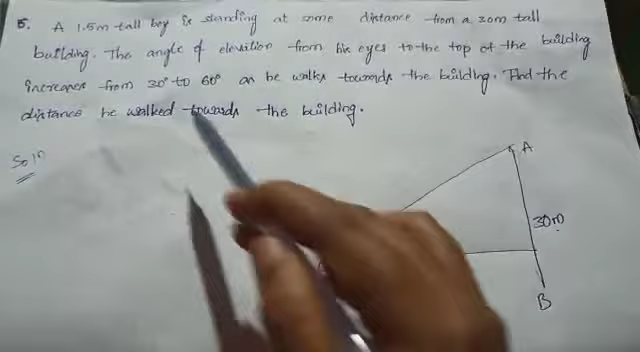 5. A 1.5m tall boy is standing at some distance from a 30m tall
building. The angle of elevation from his eyes to the top of the building
increases from 30° to 60° as he walks towards the building. Find the
distance he walked towards the building.
Soln
A
30m
B